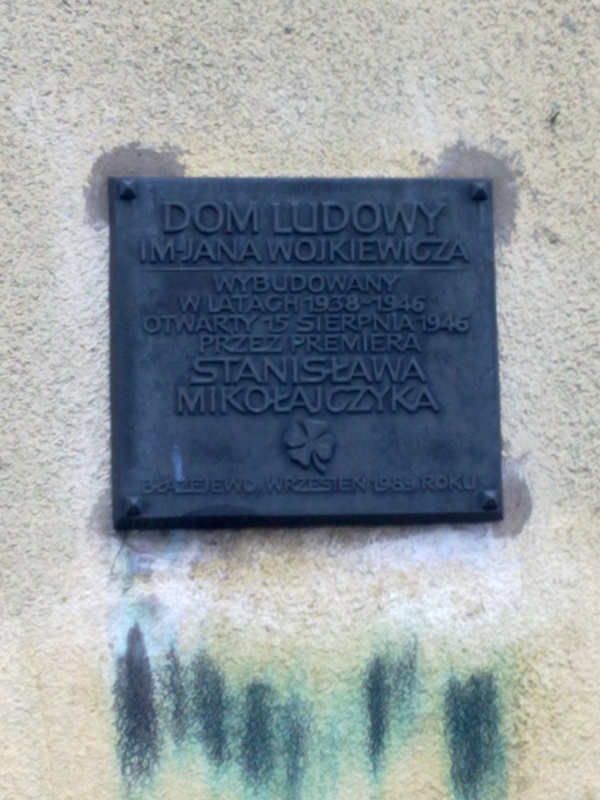 DOM LUDOWY
IM·JANA WOJKIEWICZA
WYBUDOWANY
W LATACH 1938-1946
OTWARTY 15 SIERPNIA 1946
PRZEZ PREMIERA
STANISŁAWA
MIKOŁAJCZYKA
BŁAŻEJEWO, WRZESIEŃ 1989 ROKU